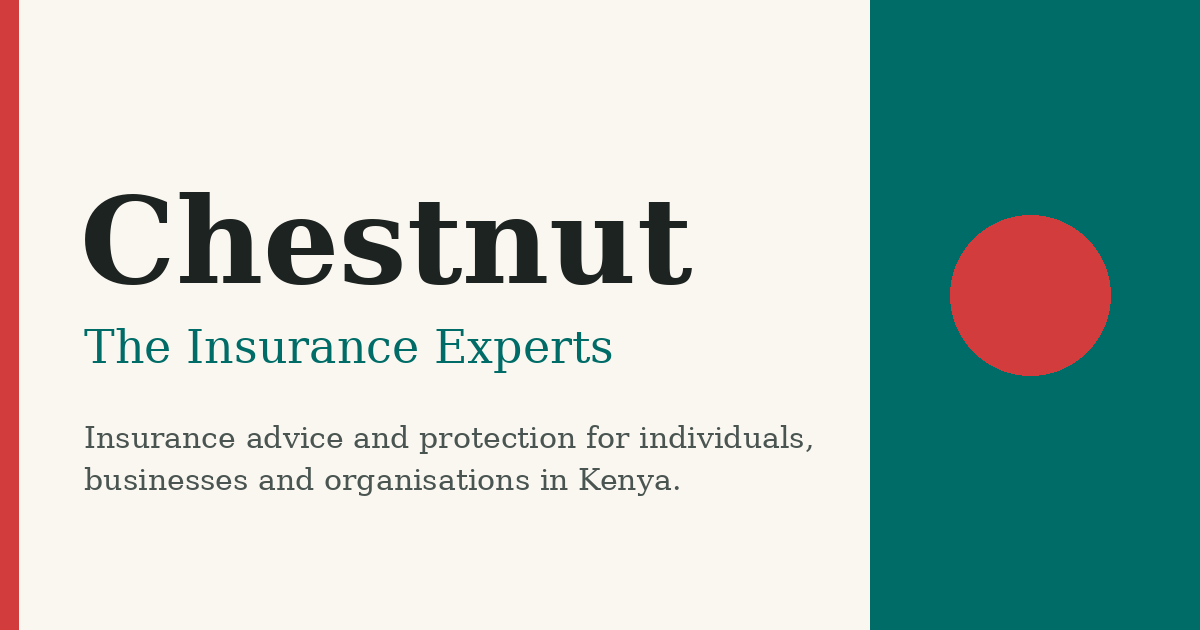 Chestnut
The Insurance Experts
Insurance advice and protection for individuals,
businesses and organisations in Kenya.